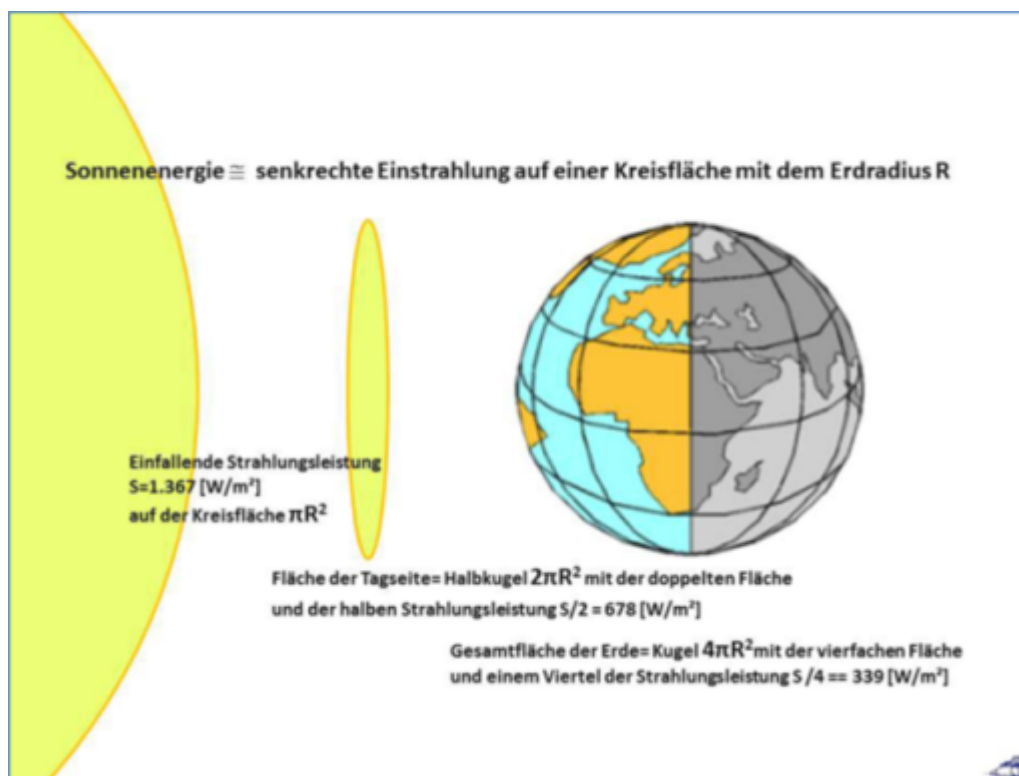 Sonnenenergie ≅ senkrechte Einstrahlung auf einer Kreisfläche mit dem Erdradius R
Einfallende Strahlungsleistung
S=1.367 [W/m²]
auf der Kreisfläche πR²
Fläche der Tagseite= Halbkugel 2πR² mit der doppelten Fläche
und der halben Strahlungsleistung S/2 = 678 [W/m²]
Gesamtfläche der Erde= Kugel 4πR² mit der vierfachen Fläche
und einem Viertel der Strahlungsleistung S /4 == 339 [W/m²]